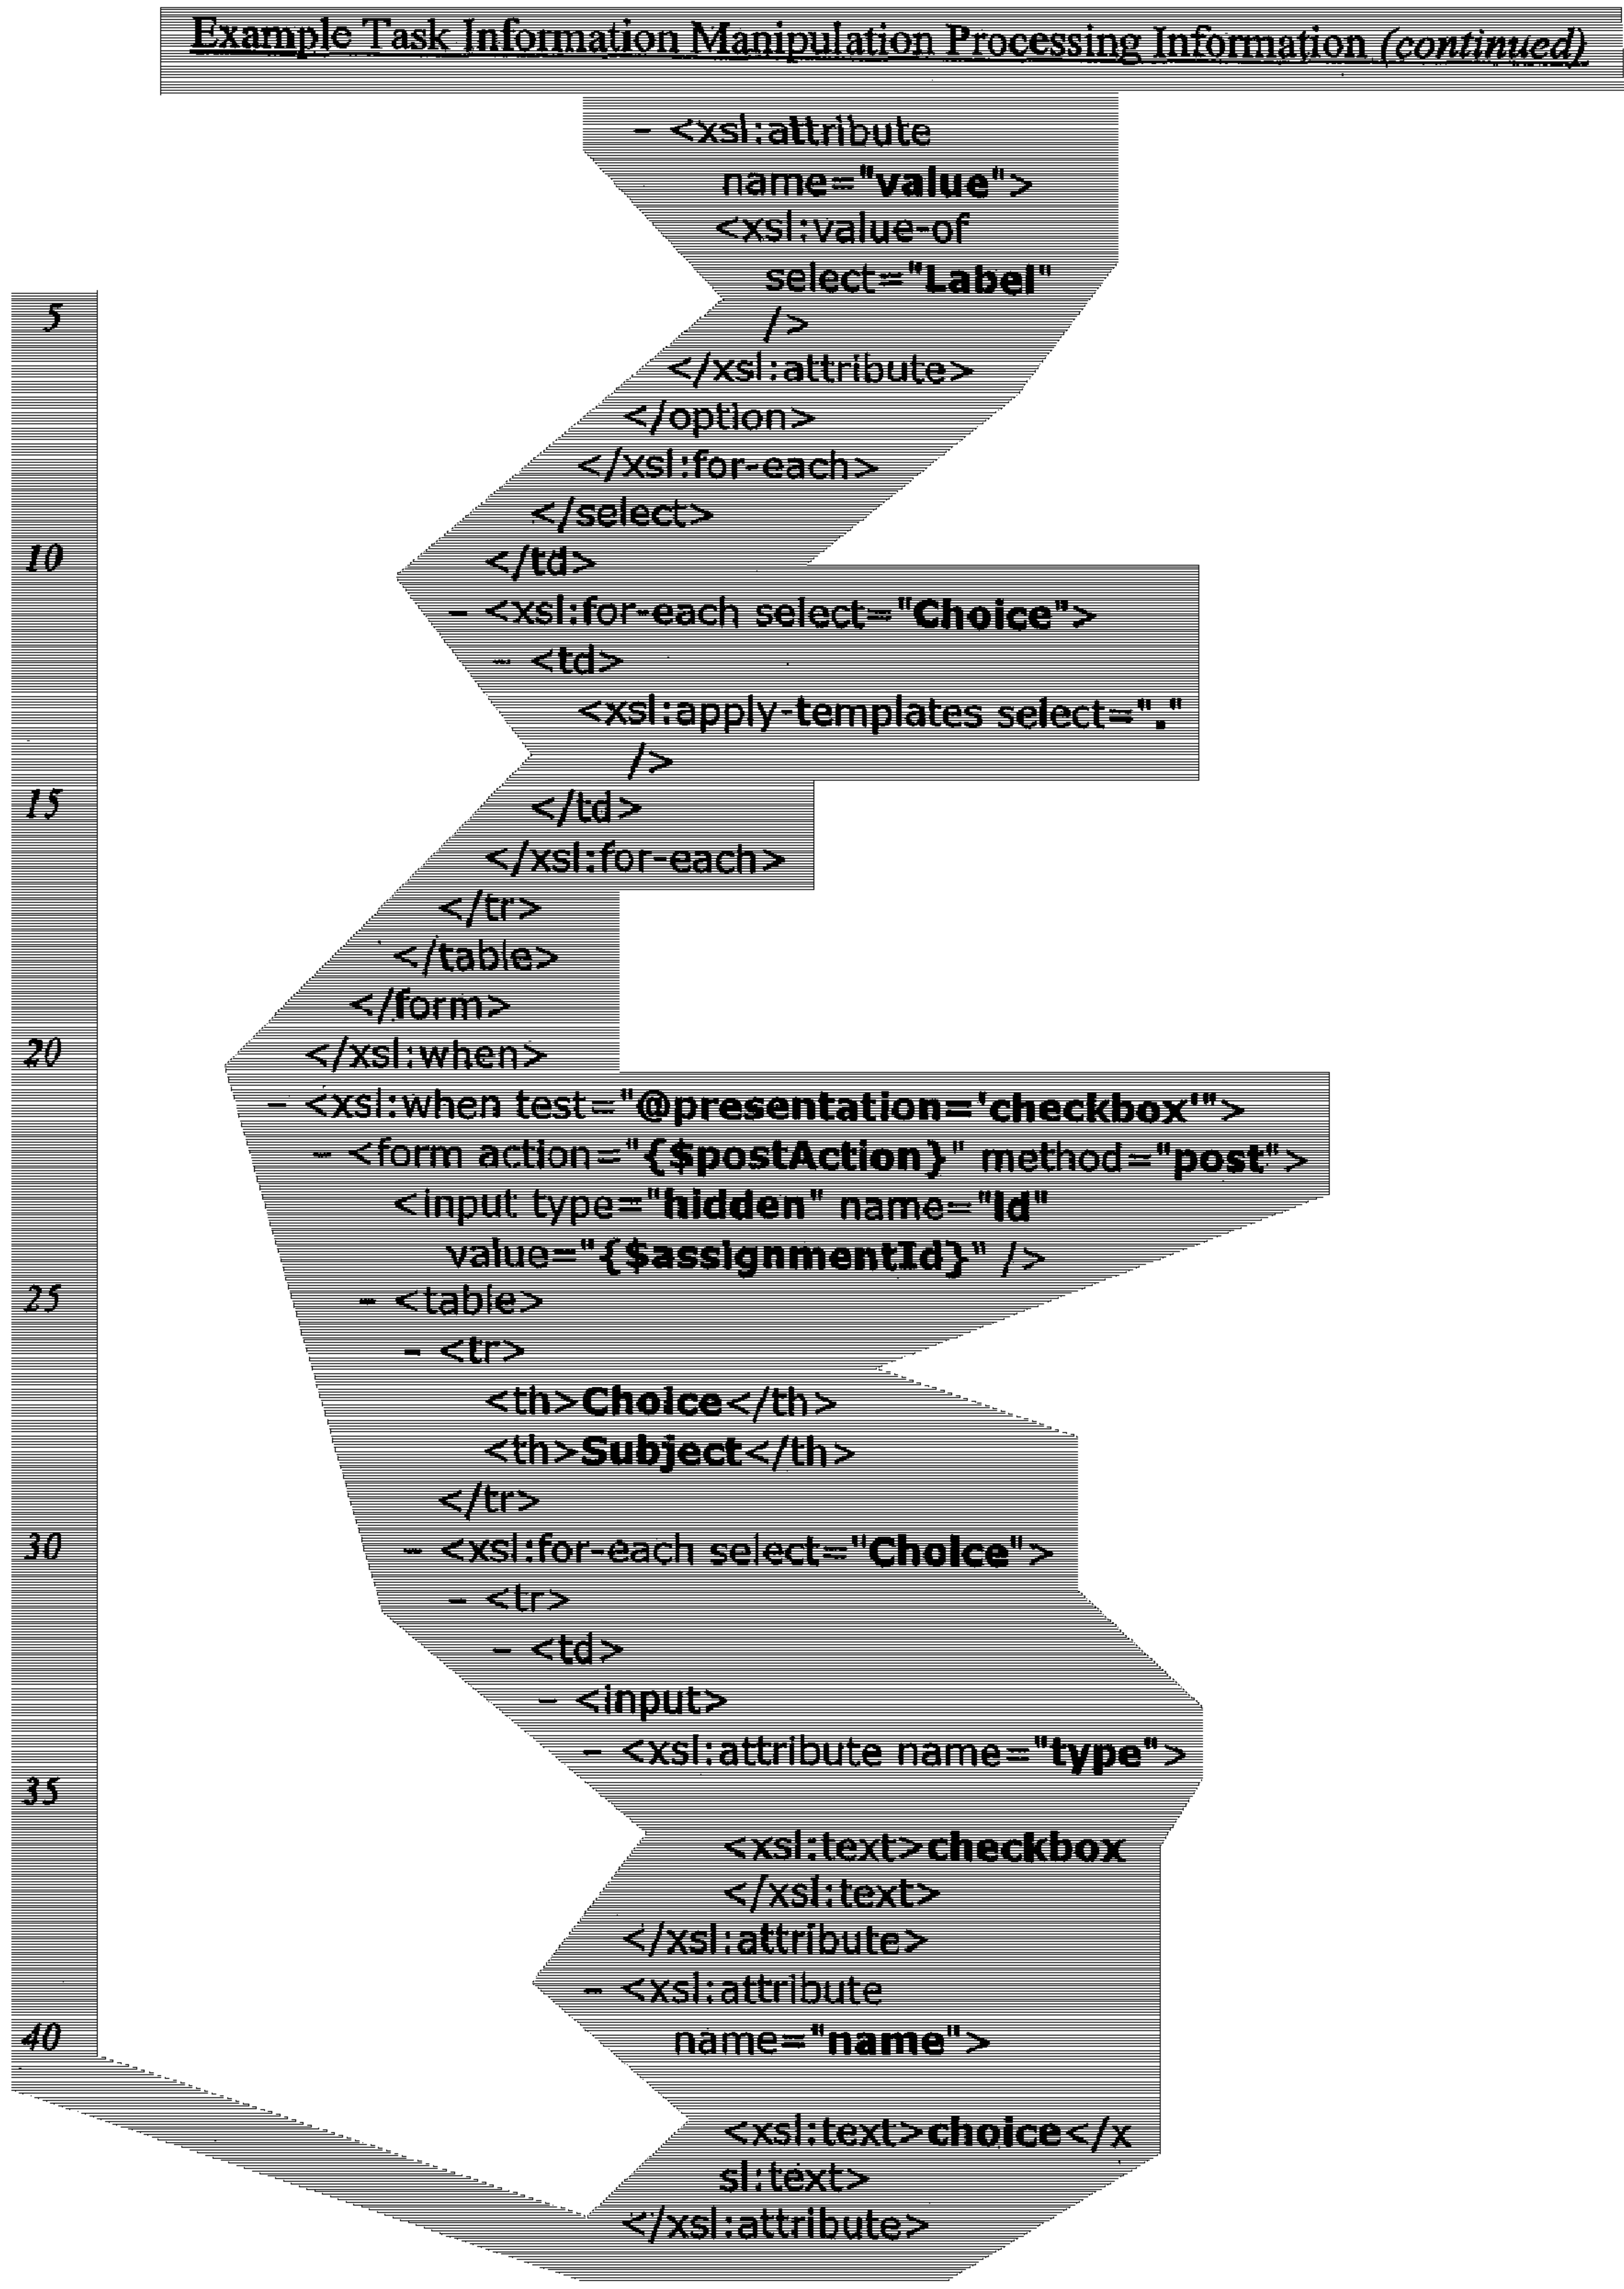 Example Task Information Manipulation Processing Information (continued)
- <xsl:attribute
name="value">
<xsl:value-of
select="Label"
5 />
</xsl:attribute>
</option>
</xsl:for-each>
</select>
10 </td>
- <xsl:for-each select="Choice">
- <td>
<xsl:apply-templates select="."
/>
15 </td>
</xsl:for-each>
</tr>
</table>
</form>
20 </xsl:when>
- <xsl:when test="@presentation='checkbox'">
- <form action="{$postAction}" method="post">
<input type="hidden" name="Id"
value="{$assignmentId}" />
25 - <table>
- <tr>
<th>Choice</th>
<th>Subject</th>
</tr>
30 - <xsl:for-each select="Choice">
- <tr>
- <td>
- <input>
- <xsl:attribute name="type">
35
<xsl:text>checkbox
</xsl:text>
</xsl:attribute>
- <xsl:attribute
40 name="name">
<xsl:text>choice</x
sl:text>
</xsl:attribute>